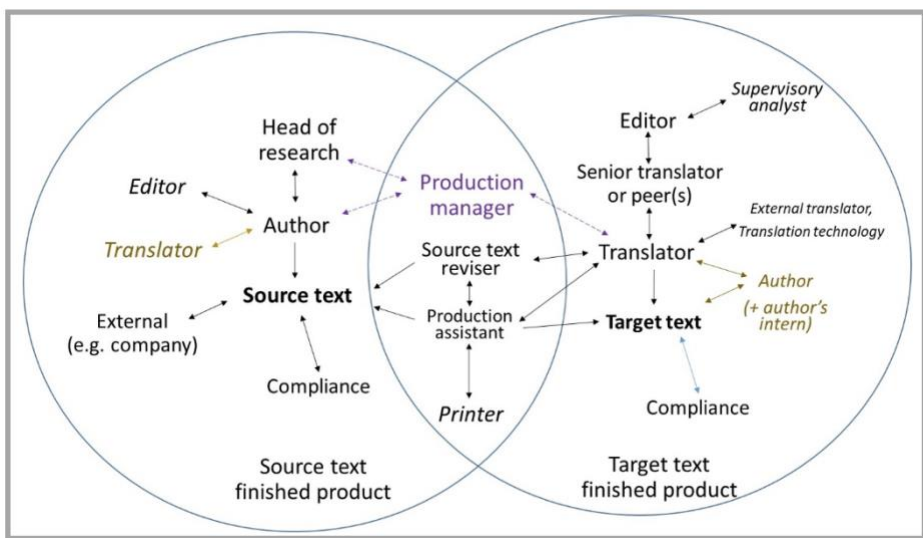 Head of
research
Editor
Author
Translator
Source text
External
(e.g. company)
Compliance
Source text
finished product
Production
manager
Source text
reviser
Production
assistant
Printer
Supervisory
analyst
Editor
Senior translator
or peer(s)
External translator,
Translation technology
Translator
Author
(+ author's
intern)
Target text
Compliance
Target text
finished product